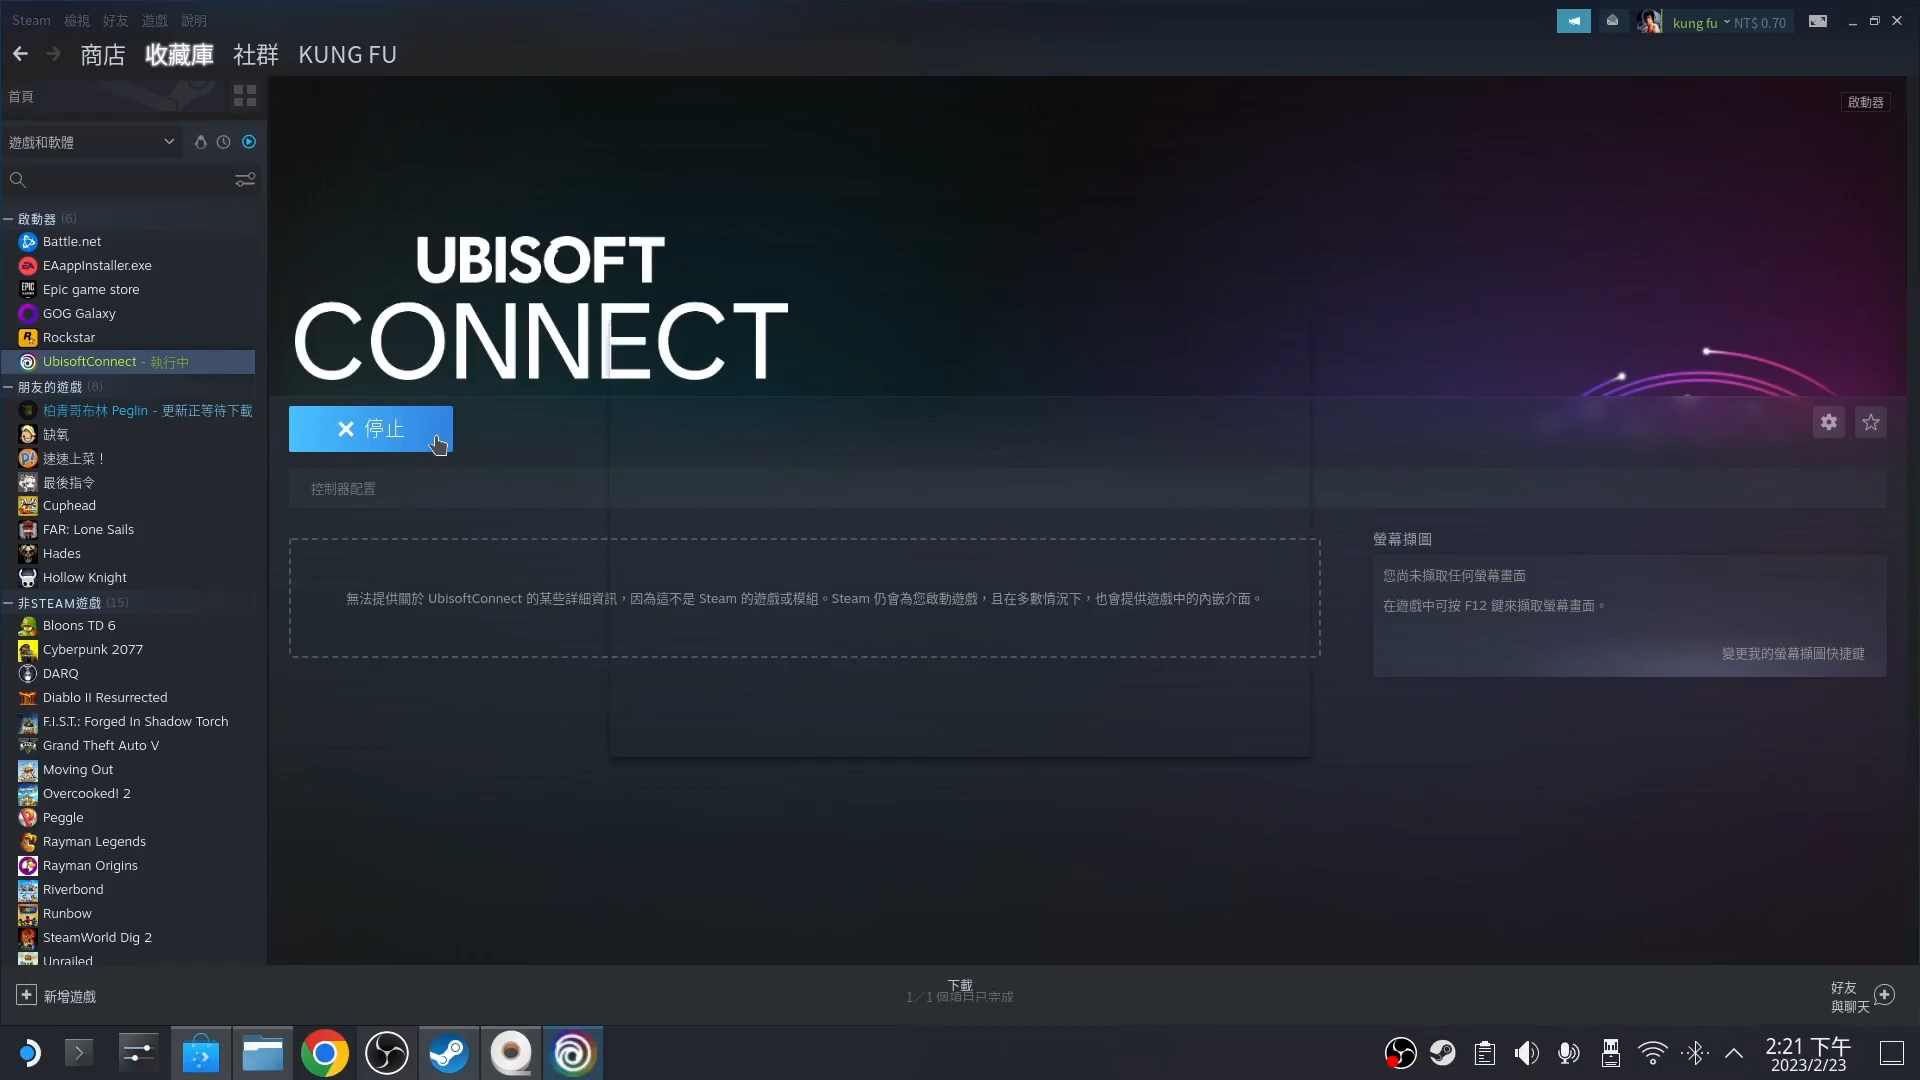 Steam 檢視 好友 遊戲 說明
kung fu NT$ 0.70
商店 收藏庫 社群 KUNG FU
首頁
啟動器
遊戲和軟體
啟動器 (6)
Battle.net
EAappInstaller.exe
Epic game store
GOG Galaxy
Rockstar
UbisoftConnect - 執行中
朋友的遊戲 (8)
柏青哥布林 Peglin - 更新正等待下載
缺氧
速速上菜！
最後指令
Cuphead
FAR: Lone Sails
Hades
Hollow Knight
非STEAM遊戲 (15)
Bloons TD 6
Cyberpunk 2077
DARQ
Diablo II Resurrected
F.I.S.T.: Forged In Shadow Torch
Grand Theft Auto V
Moving Out
Overcooked! 2
Peggle
Rayman Legends
Rayman Origins
Riverbond
Runbow
SteamWorld Dig 2
Unrailed
UBISOFT
CONNECT
停止
控制器配置
無法提供關於 UbisoftConnect 的某些詳細資訊，因為這不是 Steam 的遊戲或模組。Steam 仍會為您啟動遊戲，且在多數情況下，也會提供遊戲中的內嵌介面。
螢幕擷圖
您尚未擷取任何螢幕畫面
在遊戲中可按 F12 鍵來擷取螢幕畫面。
變更我的螢幕擷圖快捷鍵
新增遊戲
下載
1／1 個項目已完成
好友
與聊天
2:21 下午
2023/2/23